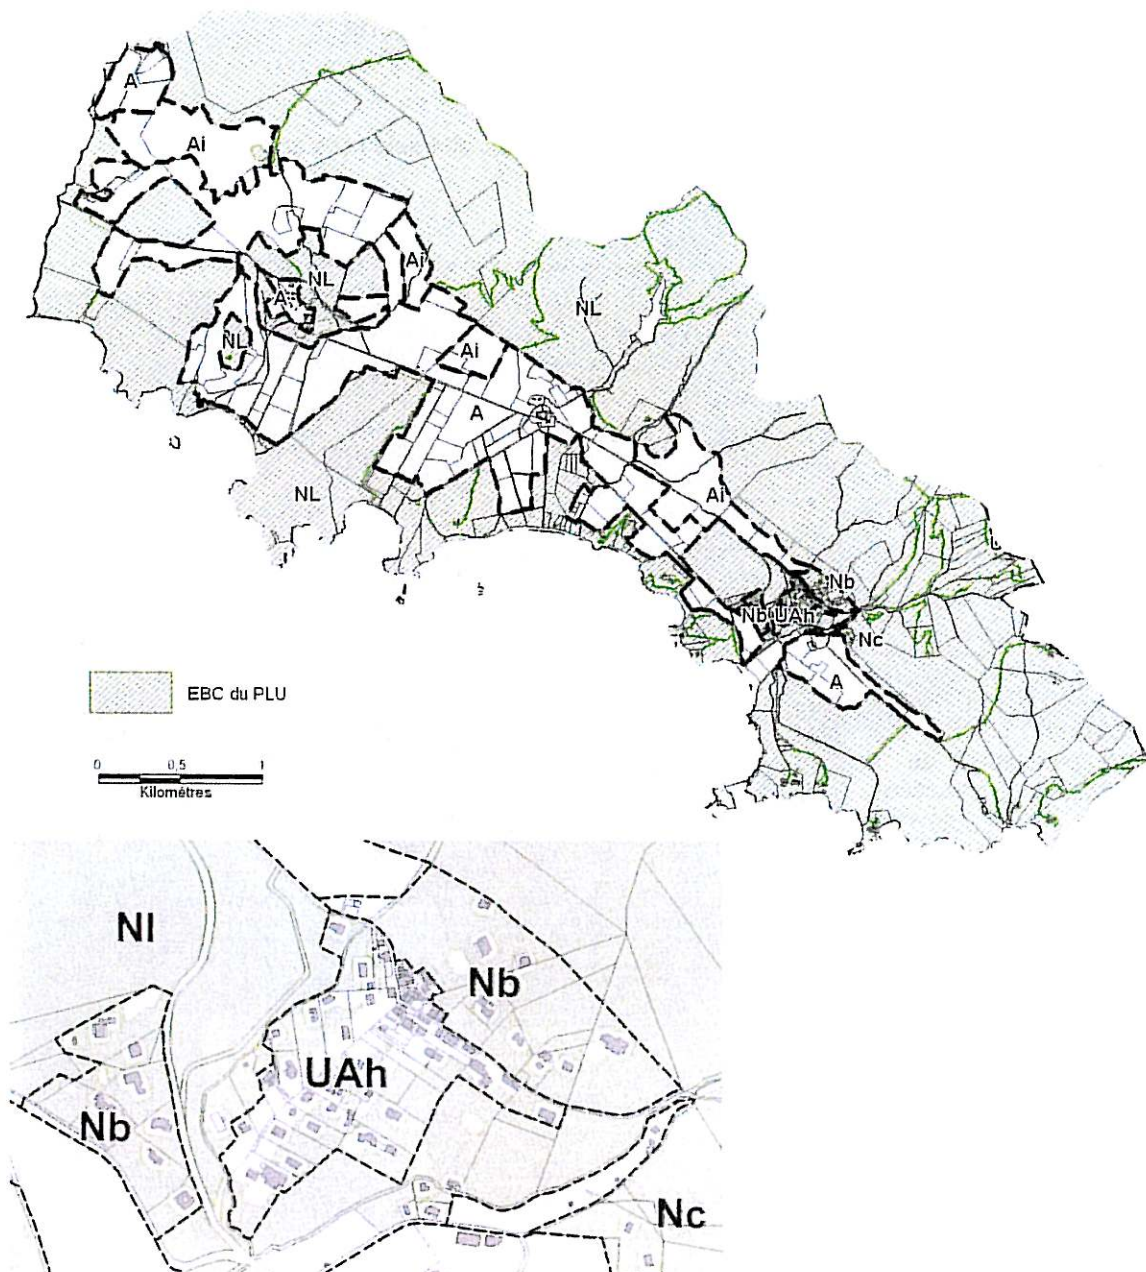 A
Ai
NL
Ai
A
NL
NL
Ai
A
NL
Ai
Nb
Nb UAh
Nc
A
EBC du PLU
0 0,5 1
Kilomètres
Nl
Nb
UAh
Nb
Nc